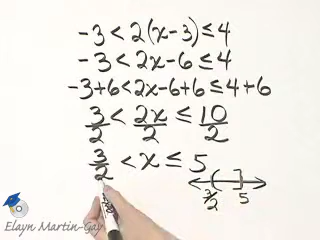 -3 < 2(x-3) ≤ 4
-3 < 2x-6 ≤ 4
-3+6 < 2x-6+6 ≤ 4+6
3/2 < 2x/2 ≤ 10/2
3/2 < x ≤ 5
( ]
3/2 5
Elayn Martin-Gay